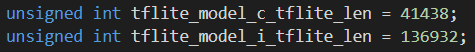 unsigned int tflite_model_c_tflite_len = 41438;
unsigned int tflite_model_i_tflite_len = 136932;